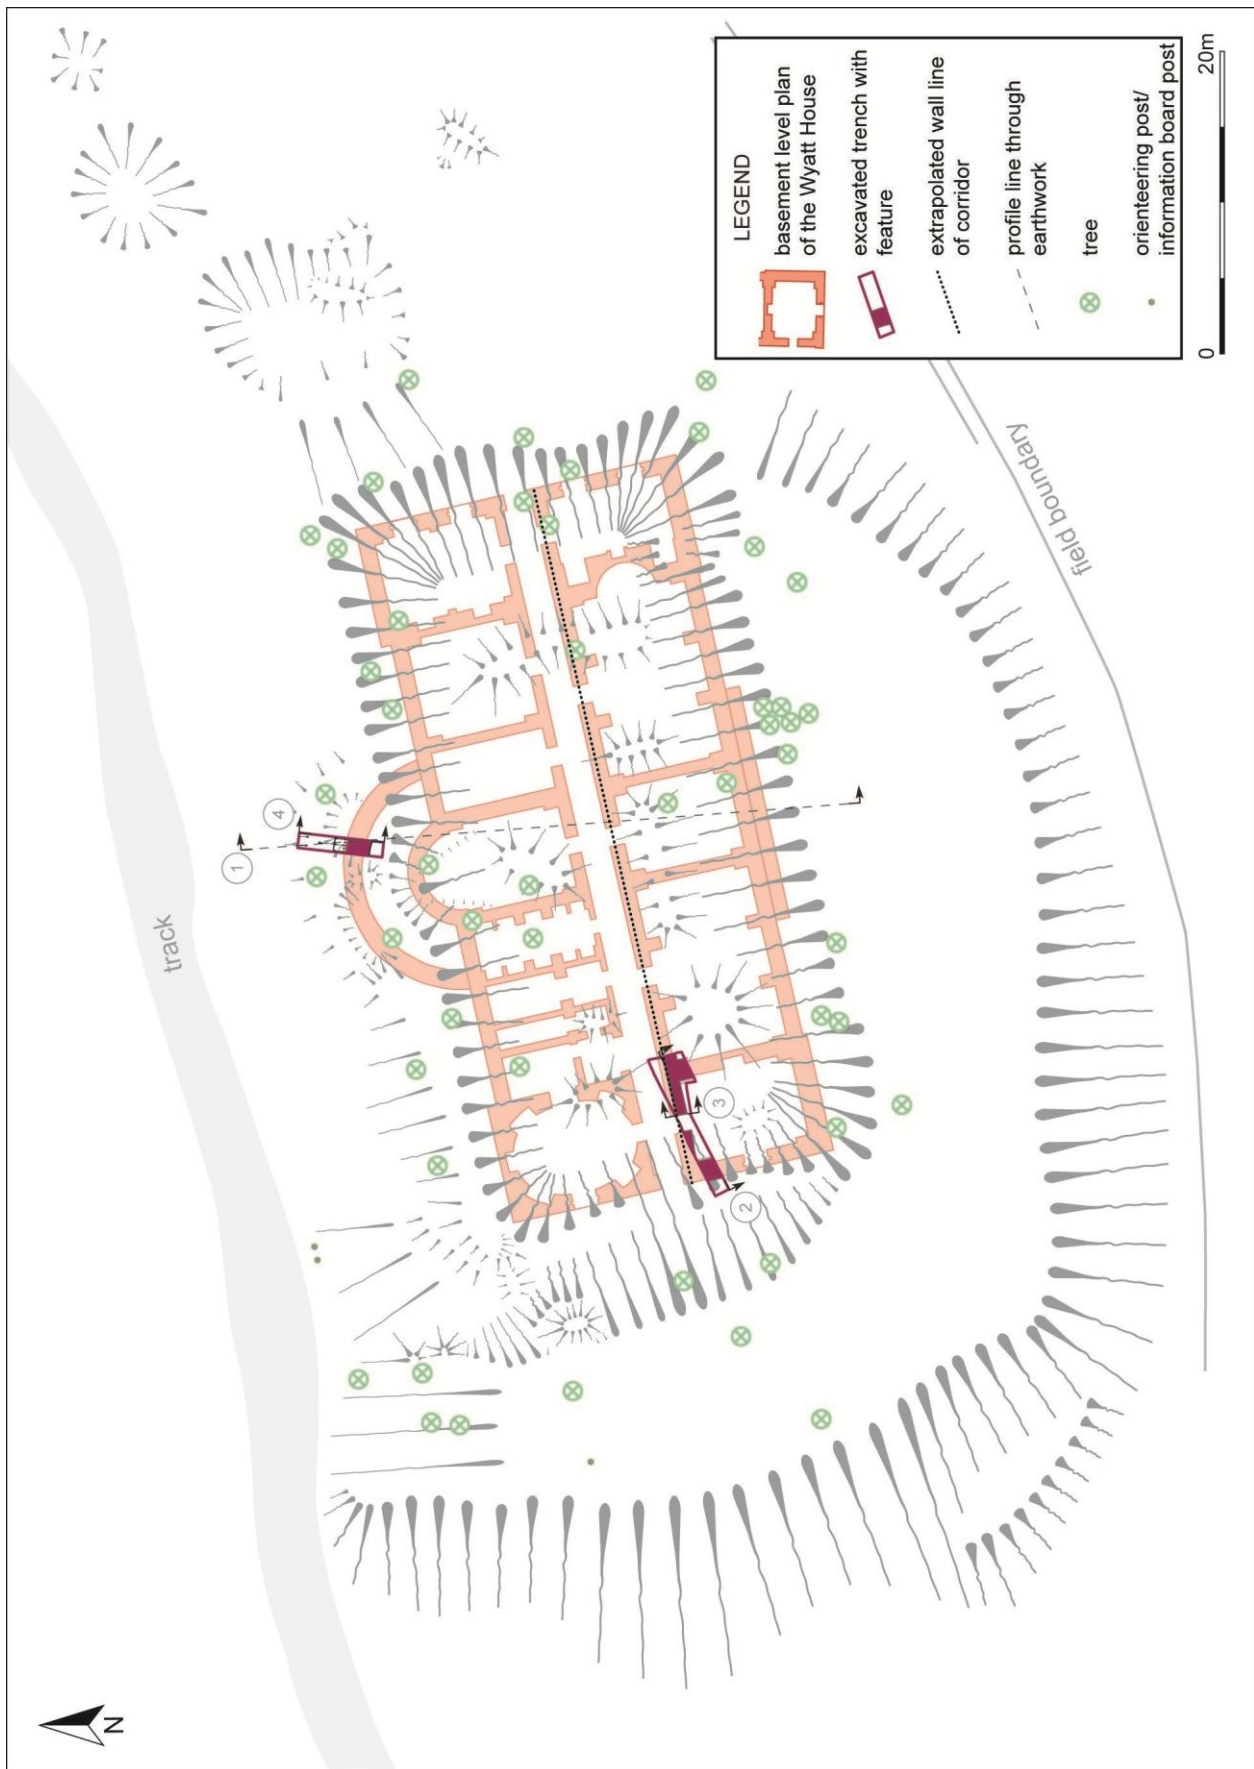 track
1
4
3
2
field boundary
N
LEGEND
basement level plan
of the Wyatt House
excavated trench with
feature
extrapolated wall line
of corridor
profile line through
earthwork
tree
orienteering post/
information board post
0
20m